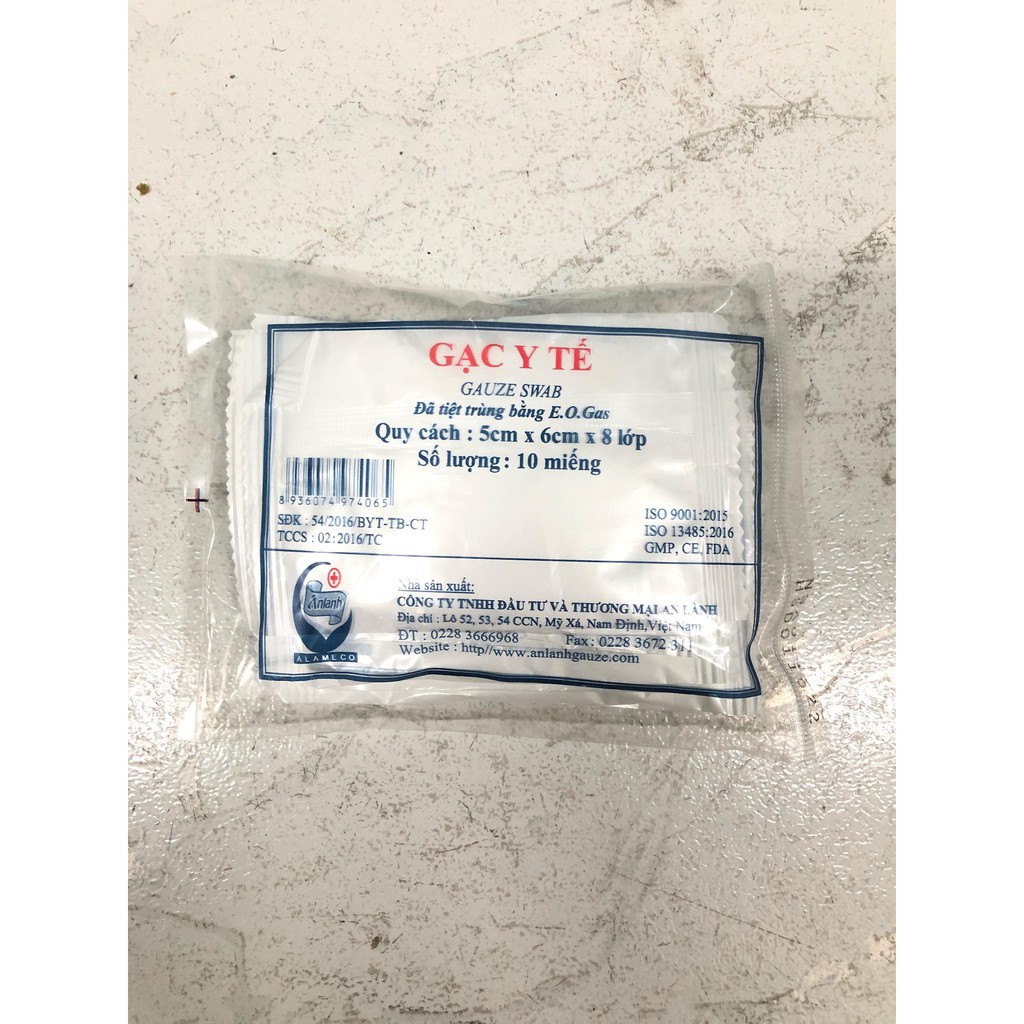 GẠC Y TẾ
GAUZE SWAB
Đã tiệt trùng bằng E.O.Gas
Quy cách : 5cm x 6cm x 8 lớp
Số lượng : 10 miếng
8 936074 974065
SĐK : 54/2016/BYT-TB-CT
TCCS : 02:2016/TC
ISO 9001:2015
ISO 13485:2016
GMP, CE, FDA
Anlanh
ALAMECO
Nhà sản xuất:
CÔNG TY TNHH ĐẦU TƯ VÀ THƯƠNG MẠI AN LÀNH
Địa chỉ : Lô 52, 53, 54 CCN, Mỹ Xá, Nam Định,Việt Nam
ĐT : 0228 3666968 Fax : 0228 3672 311
Website : http//www.anlanhgauze.com